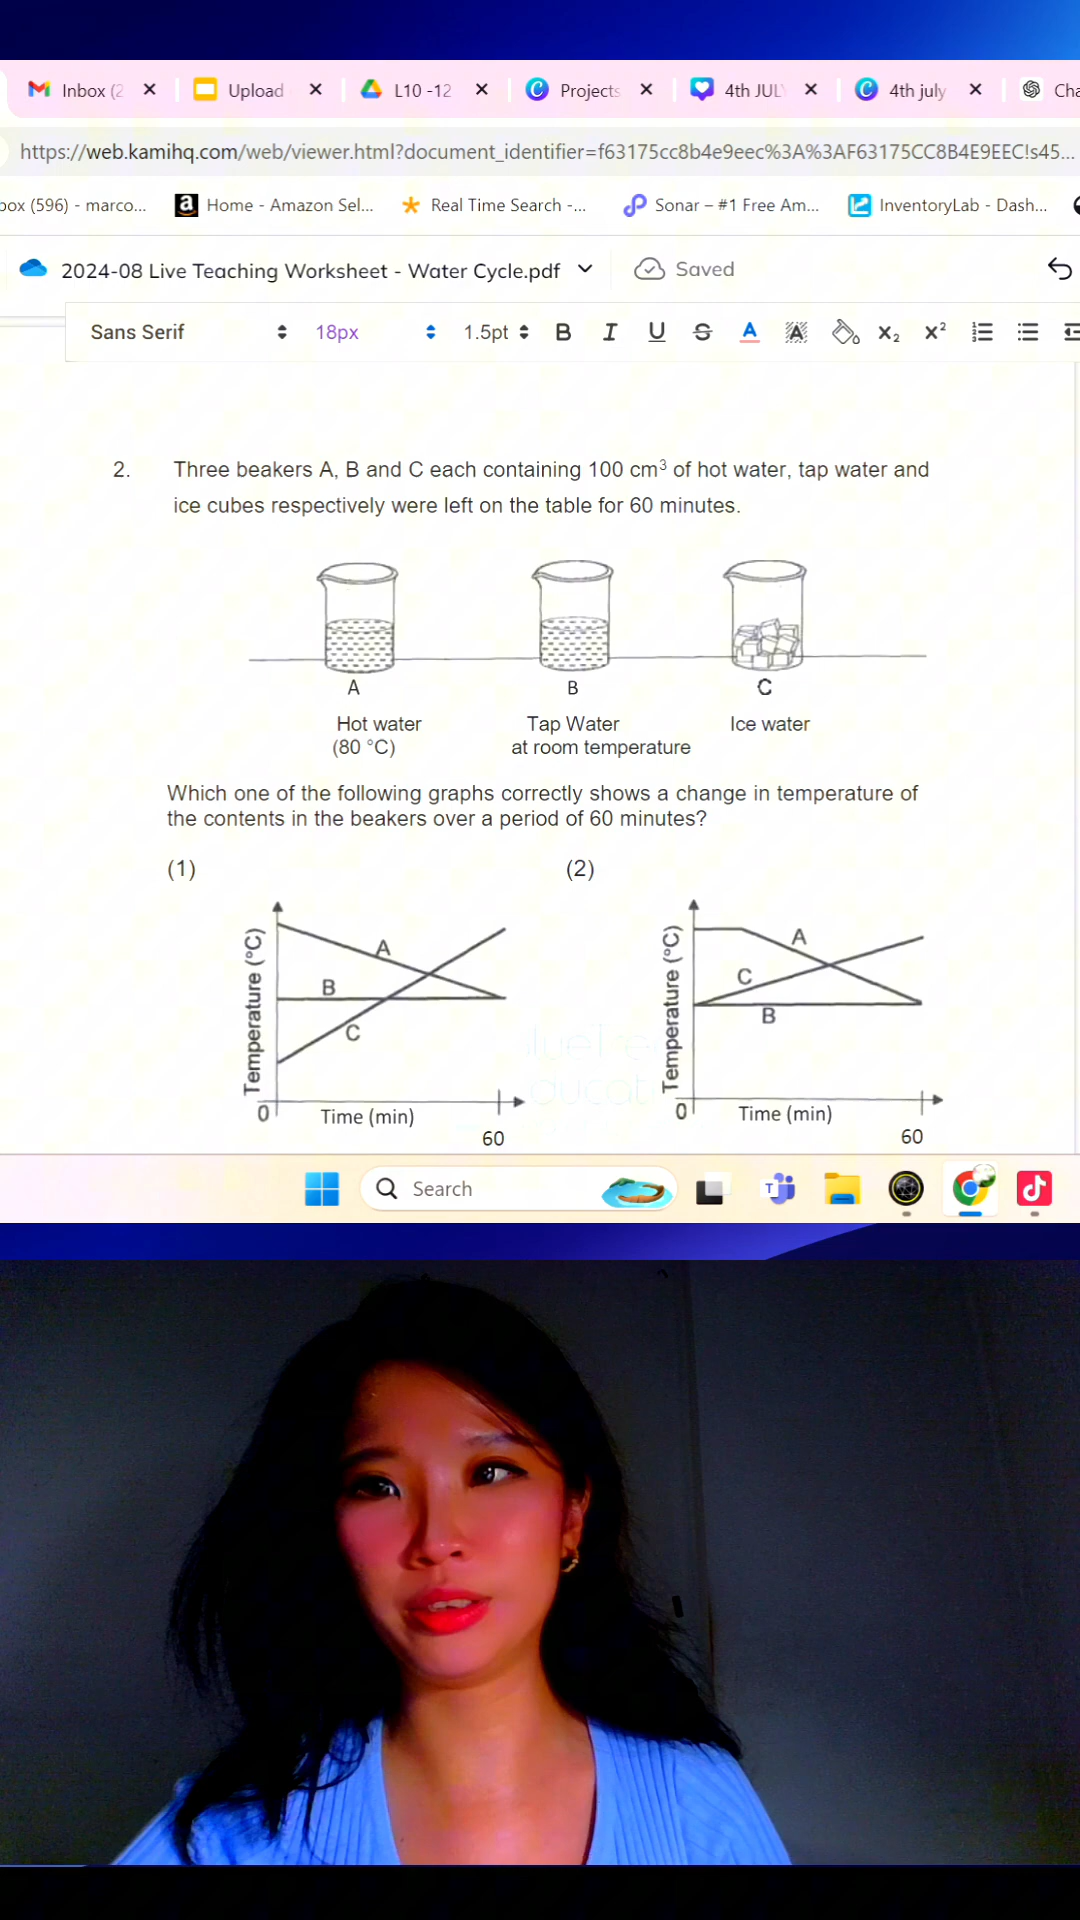 Inbox (2
Upload
L10 -12
Projects
4th JUL
4th july
Cha
https://web.kamihq.com/web/viewer.html?document_identifier=f63175cc8b4e9eec%3A%3AF63175CC8B4E9EEC!s45...
box (596) - marco...
Home - Amazon Sel...
Real Time Search -...
Sonar – #1 Free Am...
InventoryLab - Dash...
2024-08 Live Teaching Worksheet - Water Cycle.pdf
Saved
Sans Serif
18px
1.5pt
B I U S A A x₂ x²
2. Three beakers A, B and C each containing 100 cm³ of hot water, tap water and
ice cubes respectively were left on the table for 60 minutes.
A
B
C
Hot water
(80 °C)
Tap Water
at room temperature
Ice water
Which one of the following graphs correctly shows a change in temperature of
the contents in the beakers over a period of 60 minutes?
(1)
(2)
Temperature (°C)
A
B
C
0
Time (min)
60
Temperature (°C)
A
C
B
0
Time (min)
60
Search
T